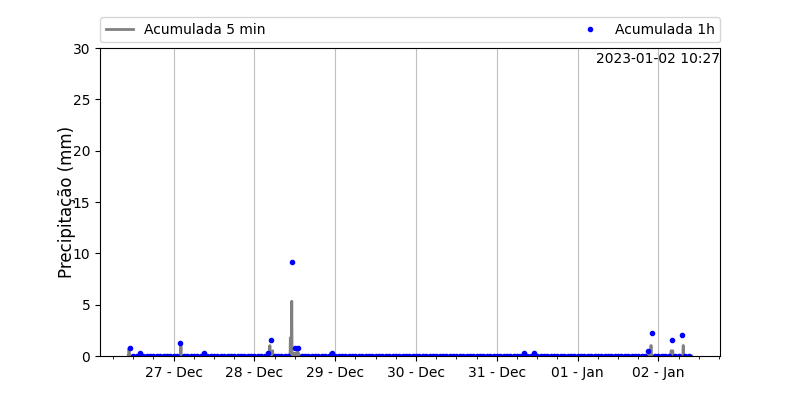 Acumulada 5 min
Acumulada 1h
2023-01-02 10:27
Precipitação (mm)
30
25
20
15
10
5
0
27 - Dec
28 - Dec
29 - Dec
30 - Dec
31 - Dec
01 - Jan
02 - Jan